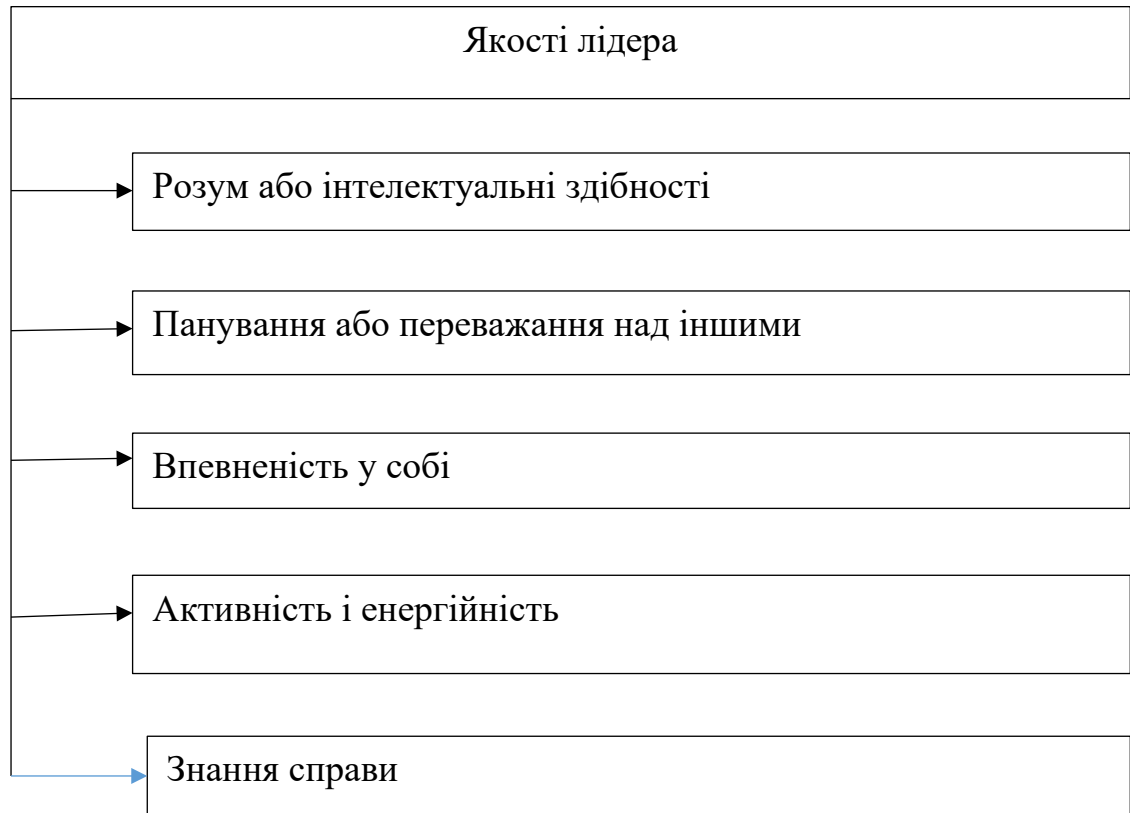 Якості лідера
Розум або інтелектуальні здібності
Панування або переважання над іншими
Впевненість у собі
Активність і енергійність
Знання справи